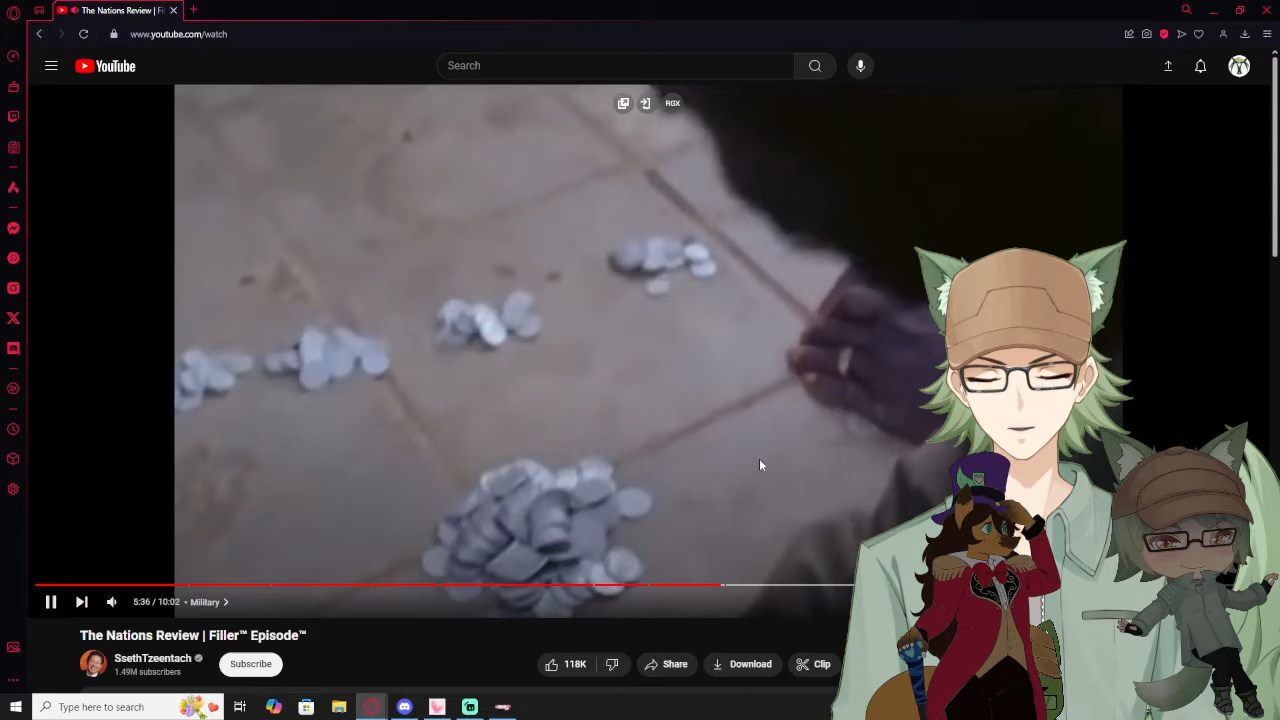 The Nations Review | Fi
www.youtube.com/watch
YouTube
Search
RGX
5:36 / 10:02 • Military
The Nations Review | Filler™ Episode™
SsethTzeentach
1.49M subscribers
Subscribe
118K
Share
Download
Clip
Type here to search